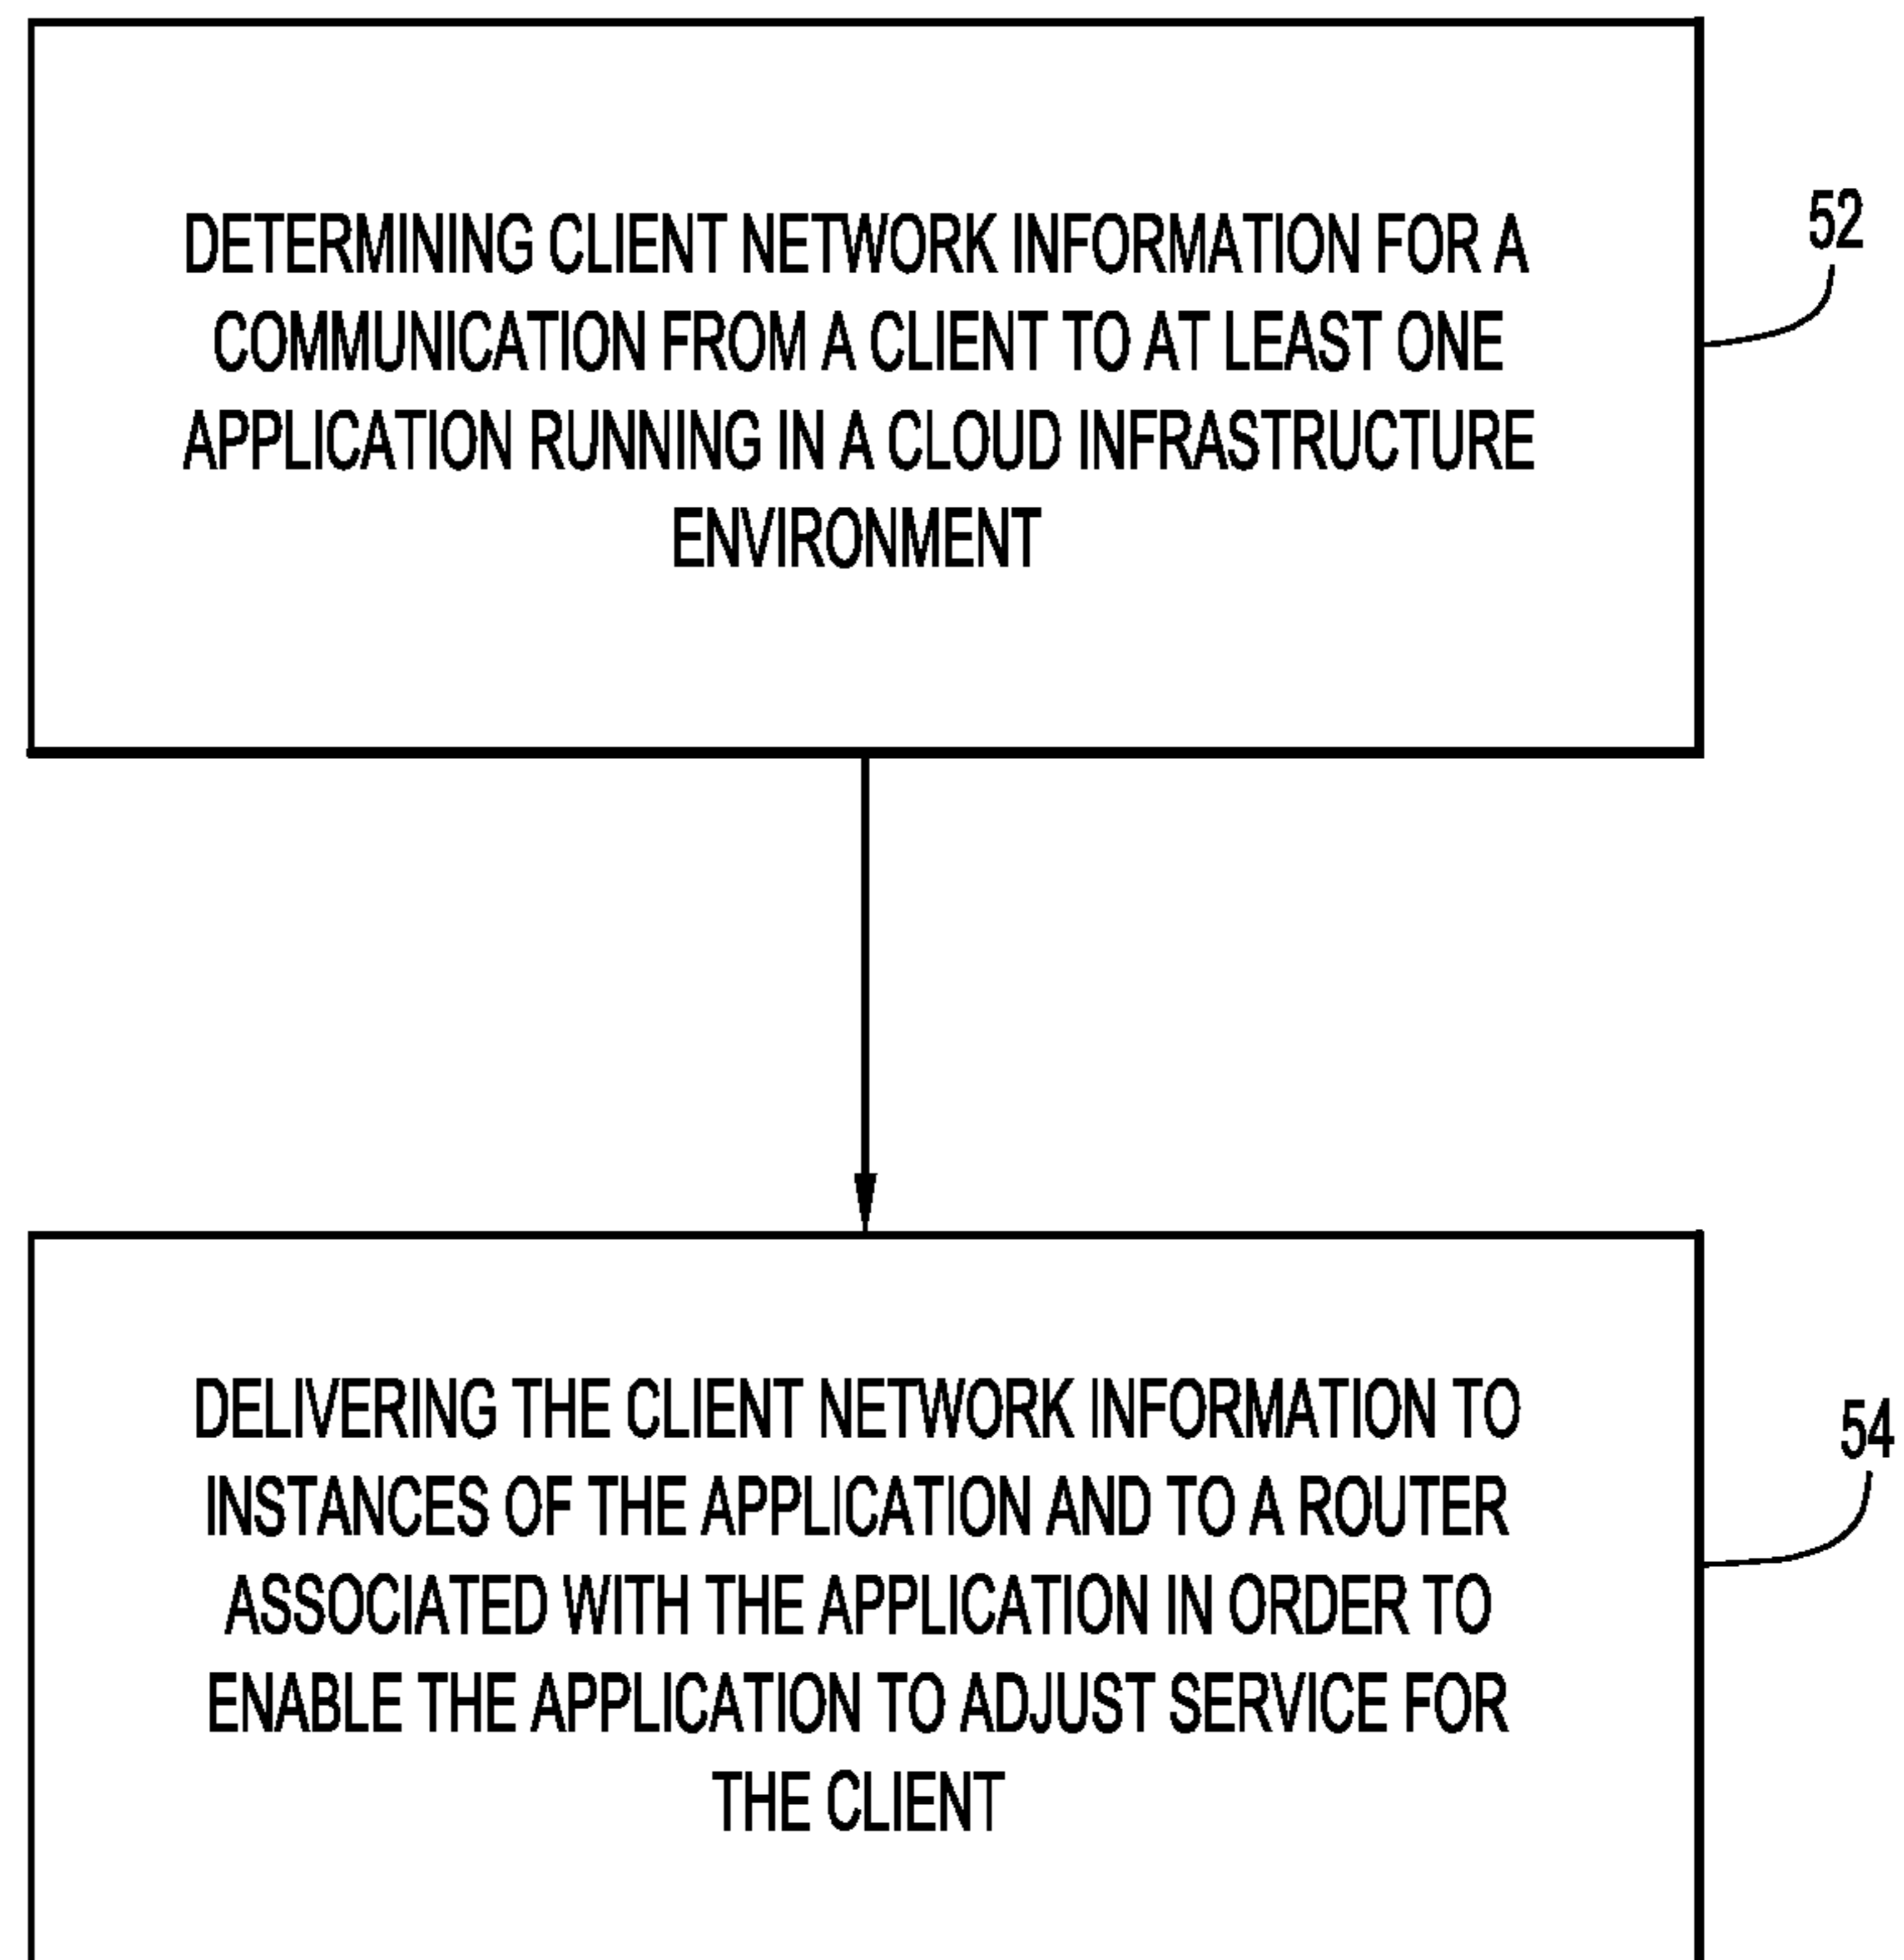 DETERMINING CLIENT NETWORK INFORMATION FOR A
COMMUNICATION FROM A CLIENT TO AT LEAST ONE
APPLICATION RUNNING IN A CLOUD INFRASTRUCTURE
ENVIRONMENT
52
DELIVERING THE CLIENT NETWORK INFORMATION TO
INSTANCES OF THE APPLICATION AND TO A ROUTER
ASSOCIATED WITH THE APPLICATION IN ORDER TO
ENABLE THE APPLICATION TO ADJUST SERVICE FOR
THE CLIENT
54